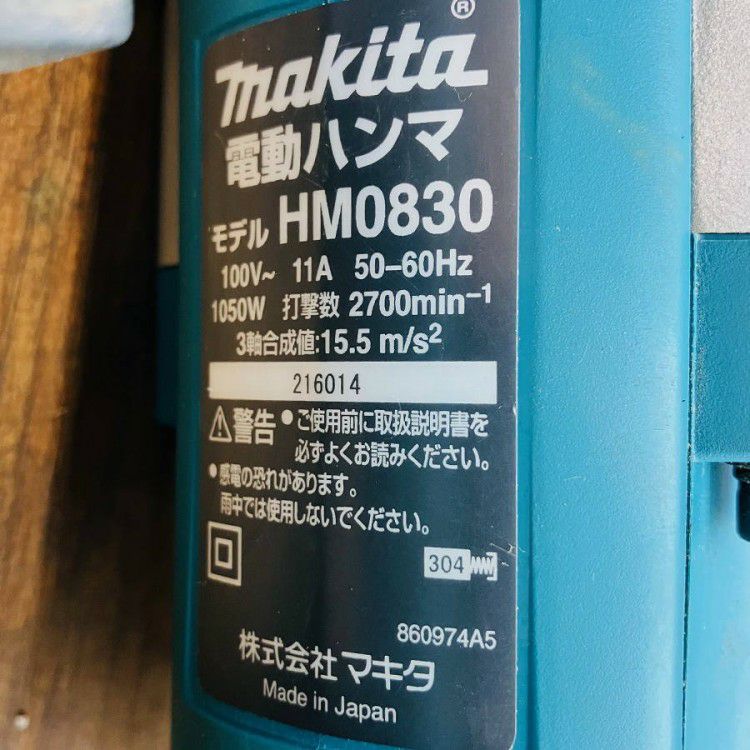 makita®
電動ハンマ
モデル HM0830
100V~ 11A 50-60Hz
1050W 打撃数 2700min⁻¹
3軸合成値:15.5 m/s²
216014
⚠警告 ●ご使用前に取扱説明書を
必ずよくお読みください。
●感電の恐れがあります。
雨中では使用しないでください。
304
860974A5
株式会社 マキタ
Made in Japan